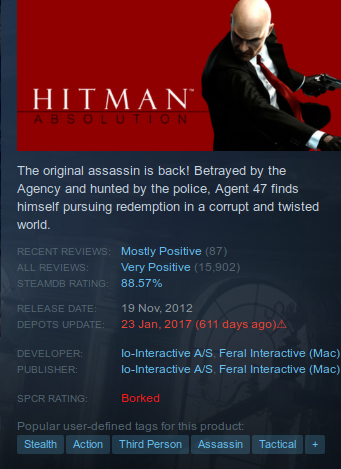 HITMAN™
ABSOLUTION
The original assassin is back! Betrayed by the
Agency and hunted by the police, Agent 47 finds
himself pursuing redemption in a corrupt and twisted
world.
RECENT REVIEWS: Mostly Positive (87)
ALL REVIEWS: Very Positive (15,902)
STEAMDB RATING: 88.57%
RELEASE DATE: 19 Nov, 2012
DEPOTS UPDATE: 23 Jan, 2017 (611 days ago)⚠
DEVELOPER: Io-Interactive A/S, Feral Interactive (Mac)
PUBLISHER: Io-Interactive A/S, Feral Interactive (Mac)
SPCR RATING: Borked
Popular user-defined tags for this product:
Stealth Action Third Person Assassin Tactical +